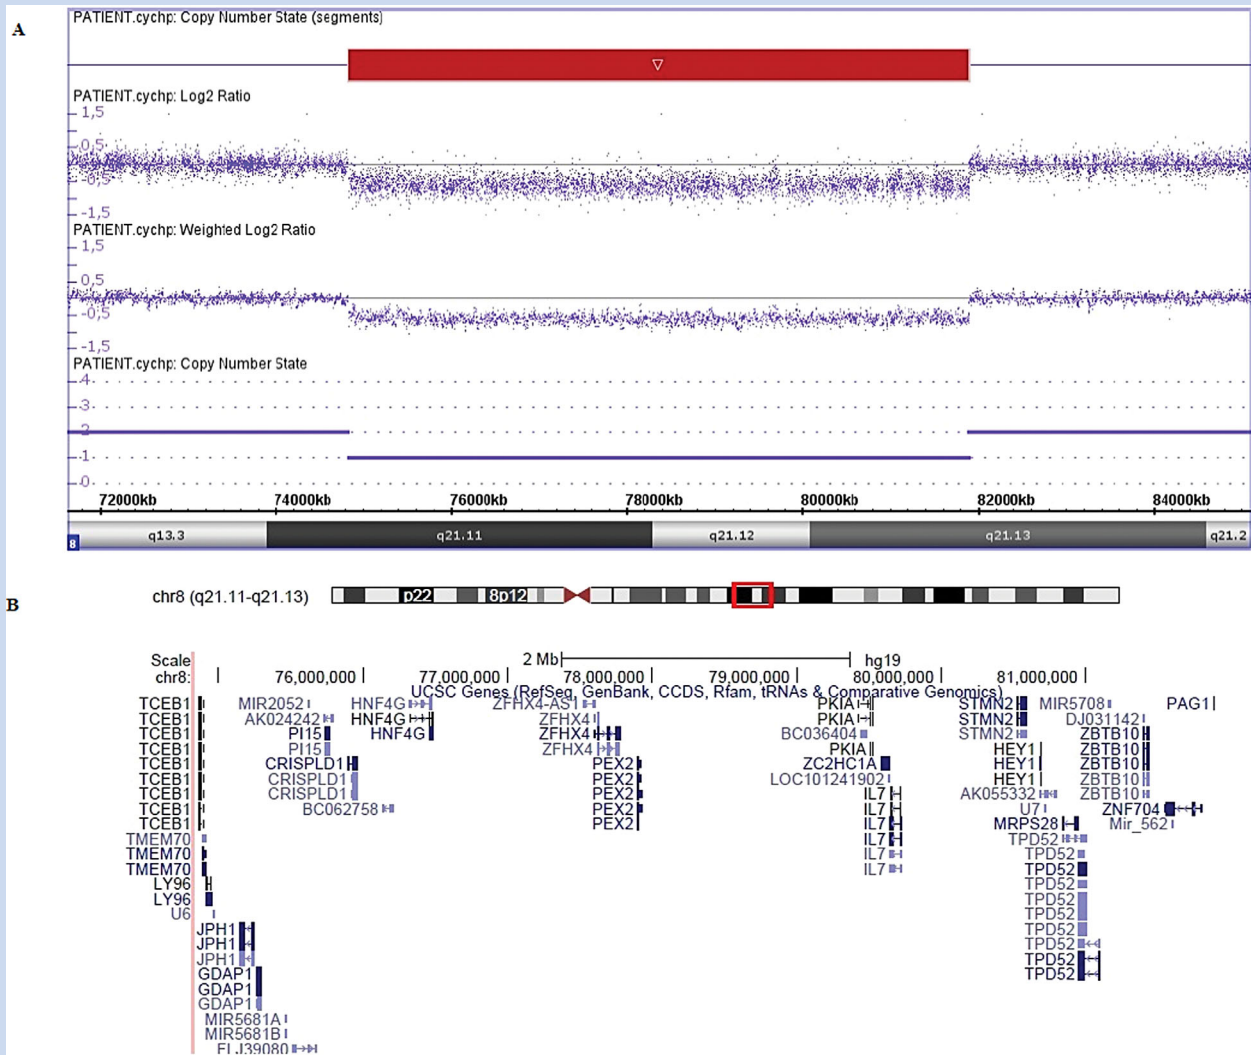 A
PATIENT.cychp: Copy Number State (segments)
PATIENT.cychp: Log2 Ratio
1,5
0,5
-0,5
-1,5
PATIENT.cychp: Weighted Log2 Ratio
1,5
0,5
-0,5
-1,5
PATIENT.cychp: Copy Number State
4
3
2
1
0
72000kb 74000kb 76000kb 78000kb 80000kb 82000kb 84000kb
8 q13.3 q21.11 q21.12 q21.13 q21.2
B
chr8 (q21.11-q21.13) p22 8p12
Scale 2 Mb hg19
chr8: 76,000,000 77,000,000 78,000,000 79,000,000 80,000,000 81,000,000
UCSC Genes (RefSeq, GenBank, CCDS, Rfam, tRNAs & Comparative Genomics)
TCEB1 MIR2052 HNF4G ZFHX4-AS1 PKIA STMN2 MIR5708 PAG1
TCEB1 AK024242 HNF4G ZFHX4 PKIA STMN2 DJ031142
TCEB1 PI15 HNF4G ZFHX4 BC036404 STMN2 ZBTB10
TCEB1 PI15 ZFHX4 PKIA HEY1 ZBTB10
TCEB1 CRISPLD1 PEX2 ZC2HC1A HEY1 ZBTB10
TCEB1 CRISPLD1 PEX2 LOC101241902 HEY1 ZBTB10
TCEB1 CRISPLD1 PEX2 IL7 AK055332 ZBTB10
TCEB1 BC062758 PEX2 IL7 U7 ZNF704
TCEB1 PEX2 IL7 MRPS28 Mir_562
TMEM70 IL7 TPD52
TMEM70 IL7 TPD52
TMEM70 IL7 TPD52
LY96 TPD52
LY96 TPD52
U6 TPD52
JPH1 TPD52
JPH1 TPD52
JPH1 TPD52
GDAP1 TPD52
GDAP1
GDAP1
MIR5681A
MIR5681B
FLJ39080